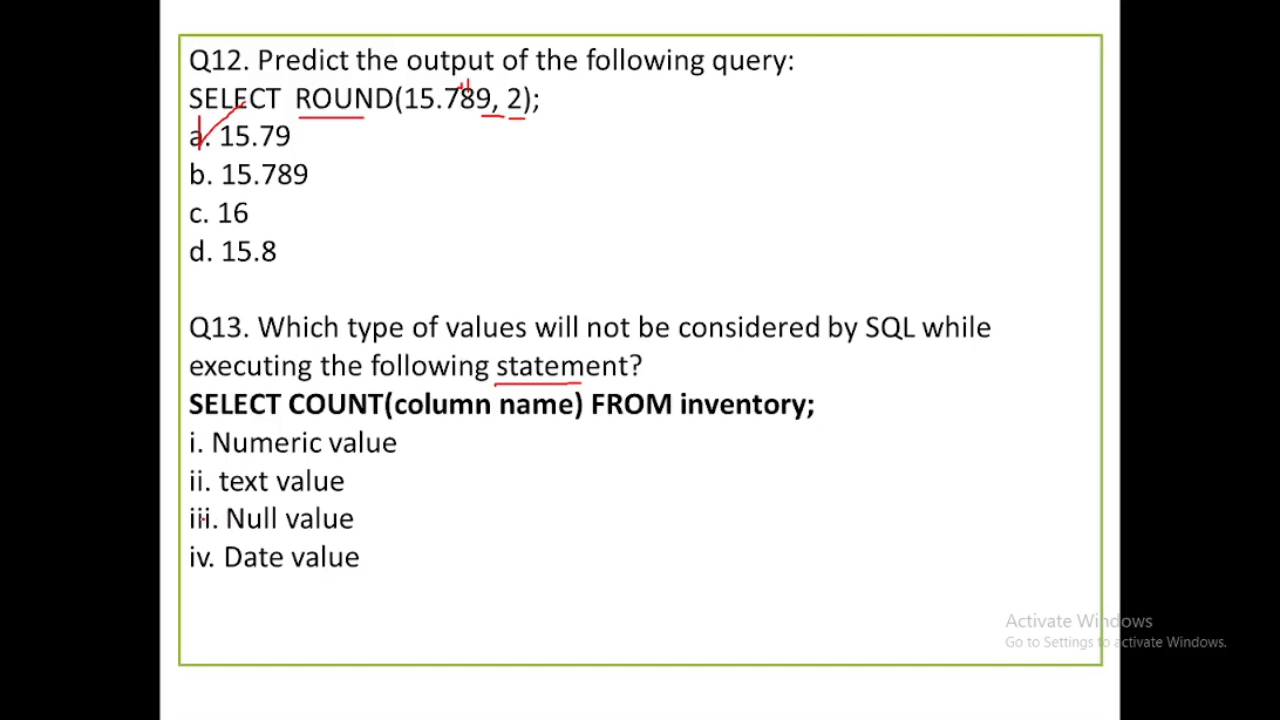 Q12. Predict the output of the following query:
SELECT ROUND(15.789, 2);
a. 15.79
b. 15.789
c. 16
d. 15.8
Q13. Which type of values will not be considered by SQL while
executing the following statement?
SELECT COUNT(column name) FROM inventory;
i. Numeric value
ii. text value
iii. Null value
iv. Date value
Activate Windows
Go to Settings to activate Windows.